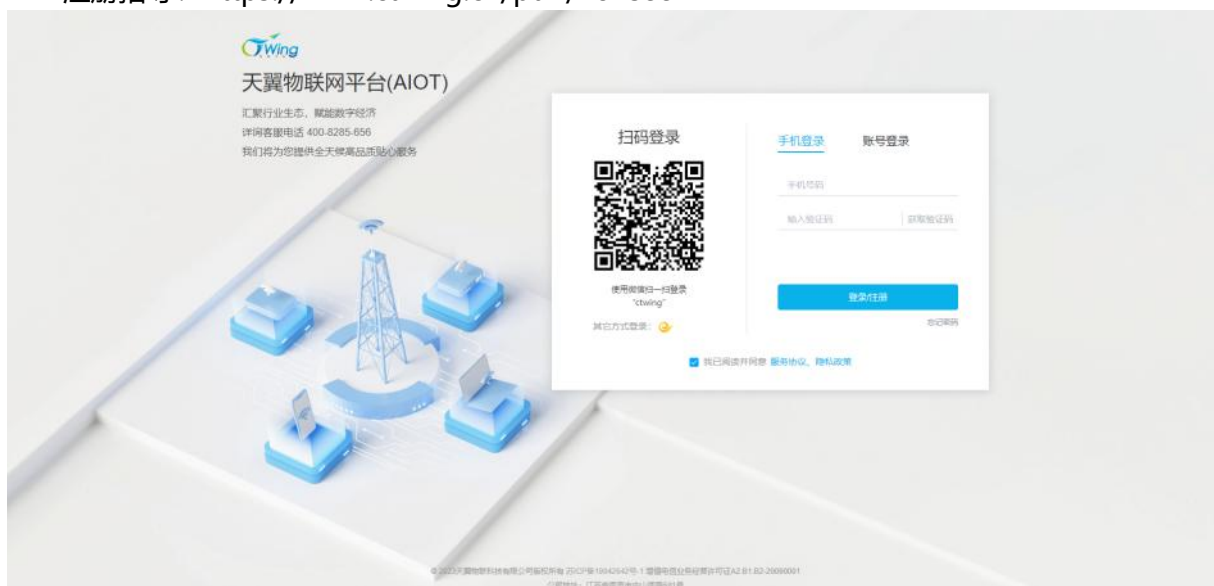 CTWing
天翼物联网平台(AIOT)
汇聚行业生态、赋能数字经济
详询客服电话 400-8285-656
我们将为您提供全天候高品质贴心服务
扫码登录
使用微信扫一扫登录
"ctwing"
其它方式登录：
手机登录 账号登录
手机号码
输入验证码 获取验证码
登录/注册
忘记密码
我已阅读并同意 服务协议、隐私政策